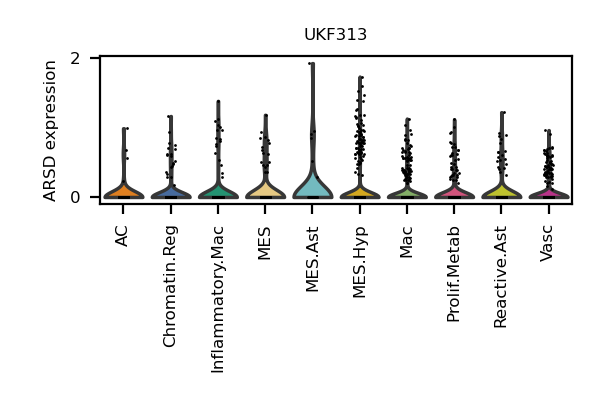 UKF313
ARSD expression
2
0
AC
Chromatin.Reg
Inflammatory.Mac
MES
MES.Ast
MES.Hyp
Mac
Prolif.Metab
Reactive.Ast
Vasc